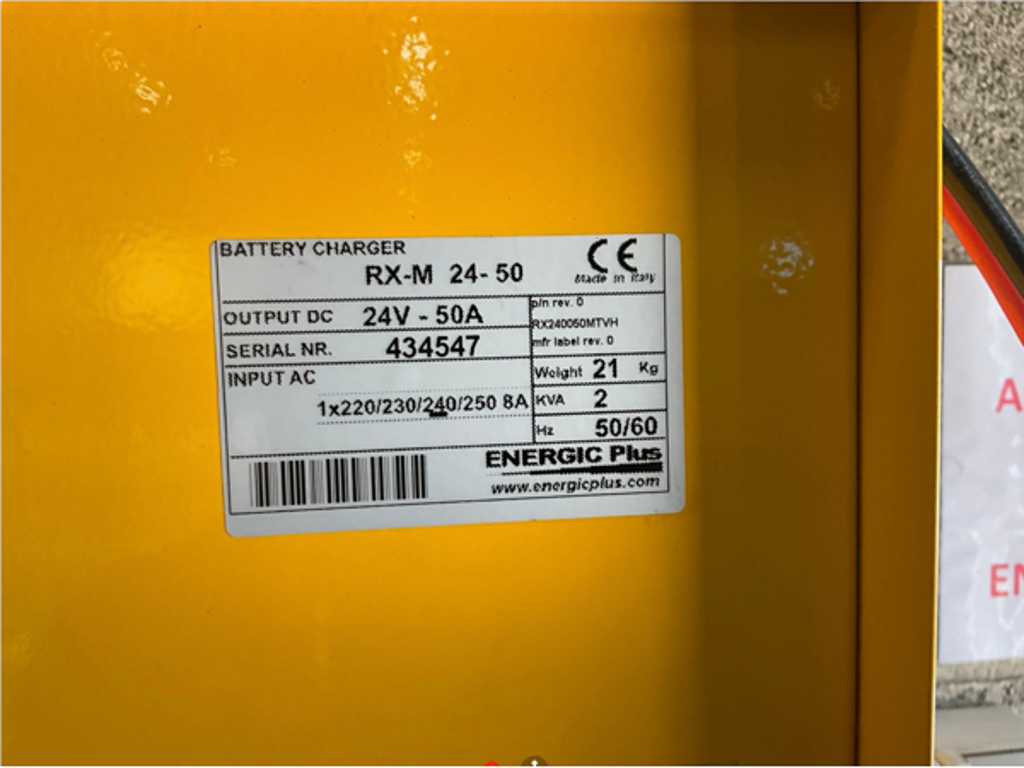 BATTERY CHARGER
RX-M 24-50
CE
Made in Italy
OUTPUT DC 24V - 50A
p/n rev. 0
RX240050MTVH
mfr label rev. 0
SERIAL NR. 434547
INPUT AC
1x220/230/240/250 8A
Weight 21 Kg
KVA 2
Hz 50/60
ENERGIC Plus
www.energicplus.com
A
EN